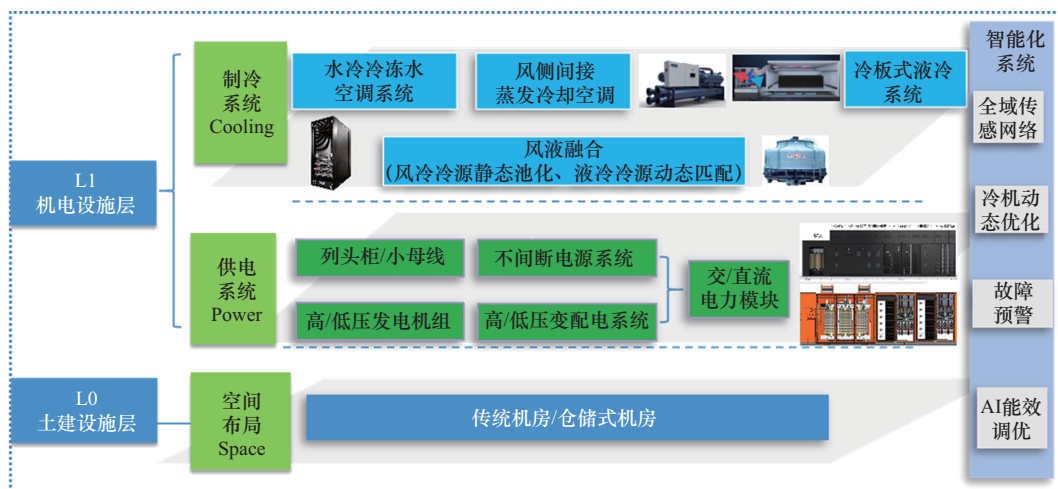 L1
机电设施层
L0
土建设施层
制冷
系统
Cooling
水冷冷冻水
空调系统
风侧间接
蒸发冷却空调
冷板式液冷
系统
风液融合
(风冷冷源静态池化、液冷冷源动态匹配)
供电
系统
Power
列头柜/小母线
不间断电源系统
高/低压发电机组
高/低压变配电系统
交/直流
电力模块
空间
布局
Space
传统机房/仓储式机房
智能化
系统
全域传
感网络
冷机动
态优化
故障
预警
AI能效
调优